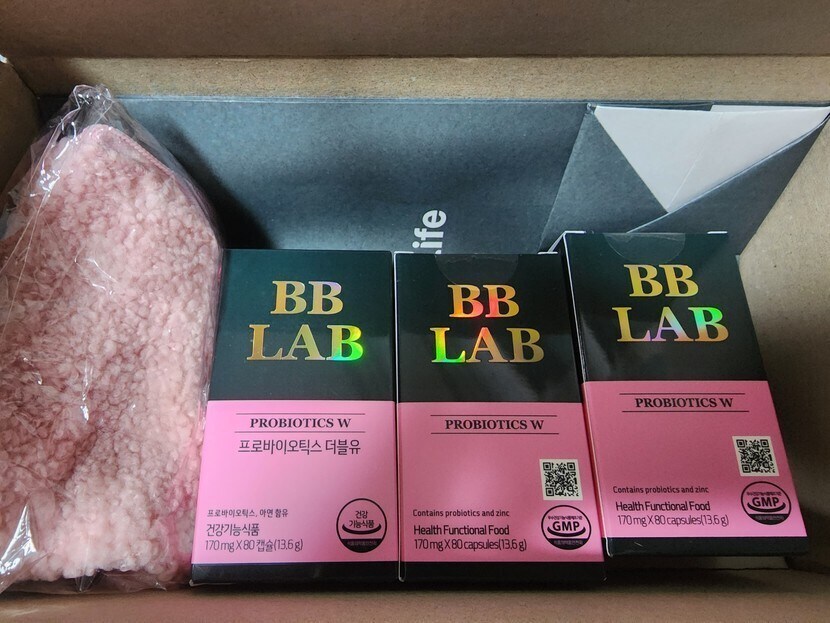 Life
BB
LAB
PROBIOTICS W
프로바이오틱스 더블유
프로바이오틱스, 아연 함유
건강기능식품
170 mg X 80 캡슐(13.6 g)
건강
기능식품
BB
LAB
PROBIOTICS W
Contains probiotics and zinc
Health Functional Food
170 mg X 80 capsules(13.6 g)
GMP
BB
LAB
PROBIOTICS W
Contains probiotics and zinc
Health Functional Food
170 mg X 80 capsules(13.6 g)
GMP